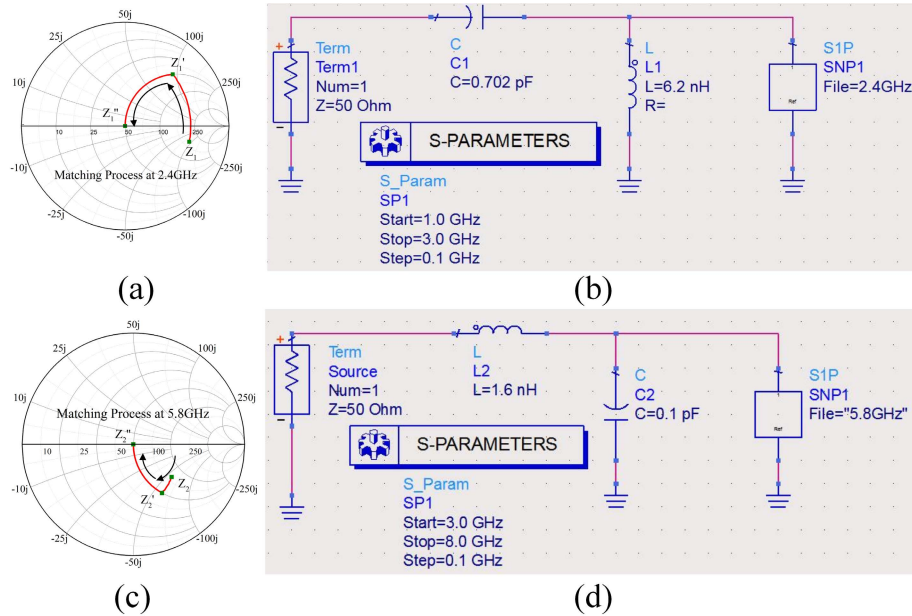 50j
25j
100j
Z₁'
10j
250j
Z₁''
10
25
50
100
250
Z₁
-10j
-250j
Matching Process at 2.4GHz
-25j
-100j
-50j
(a)
C
C1
C=0.702 pF
Term
Term1
Num=1
Z=50 Ohm
L
L1
L=6.2 nH
R=
S1P
SNP1
File=2.4GHz
Ref
S-PARAMETERS
S_Param
SP1
Start=1.0 GHz
Stop=3.0 GHz
Step=0.1 GHz
(b)
50j
25j
100j
10j
Matching Process at 5.8GHz
250j
Z₂''
10
25
50
100
250
Z₂
Z₂'
-10j
-250j
-25j
-100j
-50j
(c)
Term
Source
Num=1
Z=50 Ohm
L
L2
L=1.6 nH
C
C2
C=0.1 pF
S1P
SNP1
File="5.8GHz"
Ref
S-PARAMETERS
S_Param
SP1
Start=3.0 GHz
Stop=8.0 GHz
Step=0.1 GHz
(d)